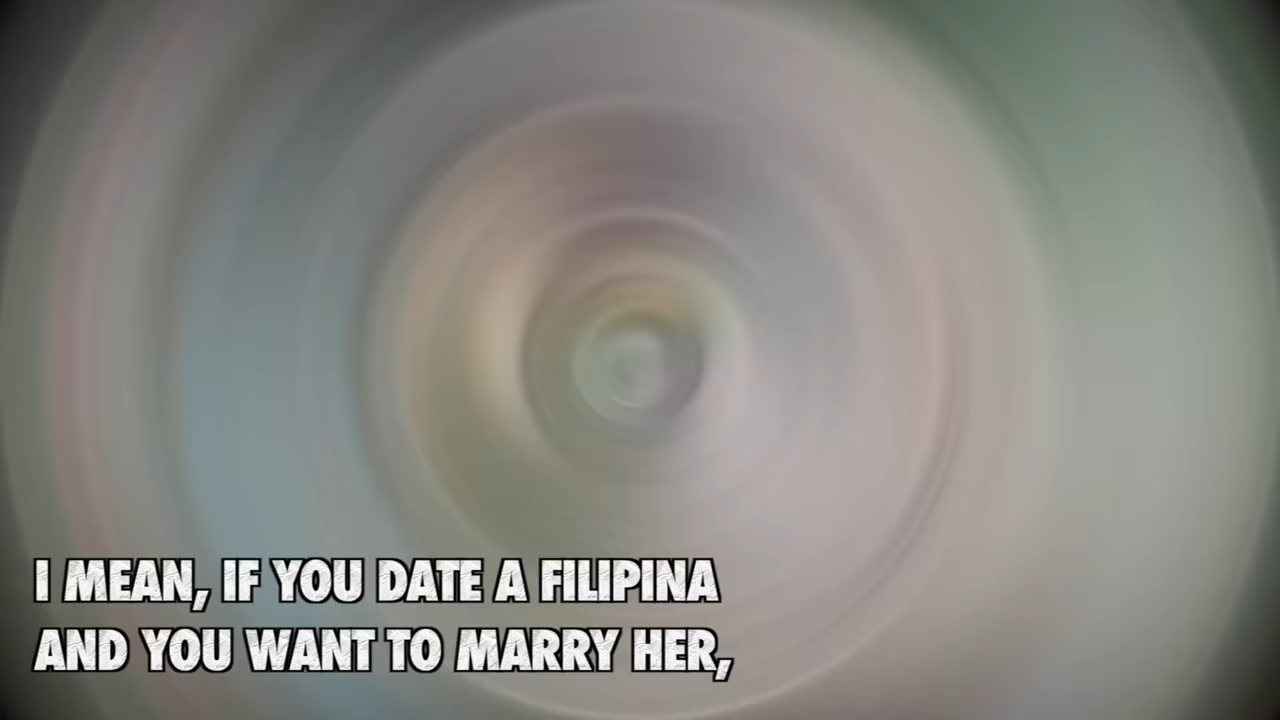 I MEAN, IF YOU DATE A FILIPINA
AND YOU WANT TO MARRY HER,